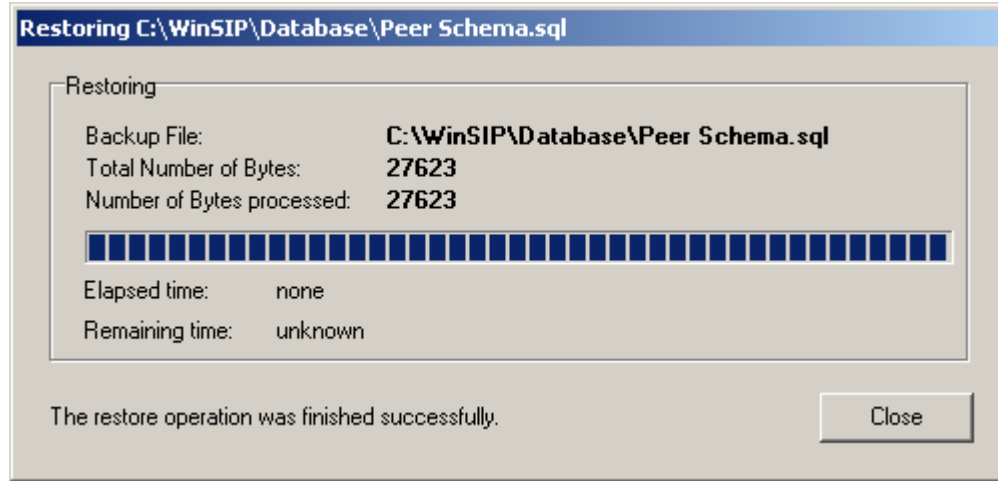 Restoring C:\WinSIP\Database\Peer Schema.sql
Restoring
Backup File: C:\WinSIP\Database\Peer Schema.sql
Total Number of Bytes: 27623
Number of Bytes processed: 27623
Elapsed time: none
Remaining time: unknown
The restore operation was finished successfully. Close